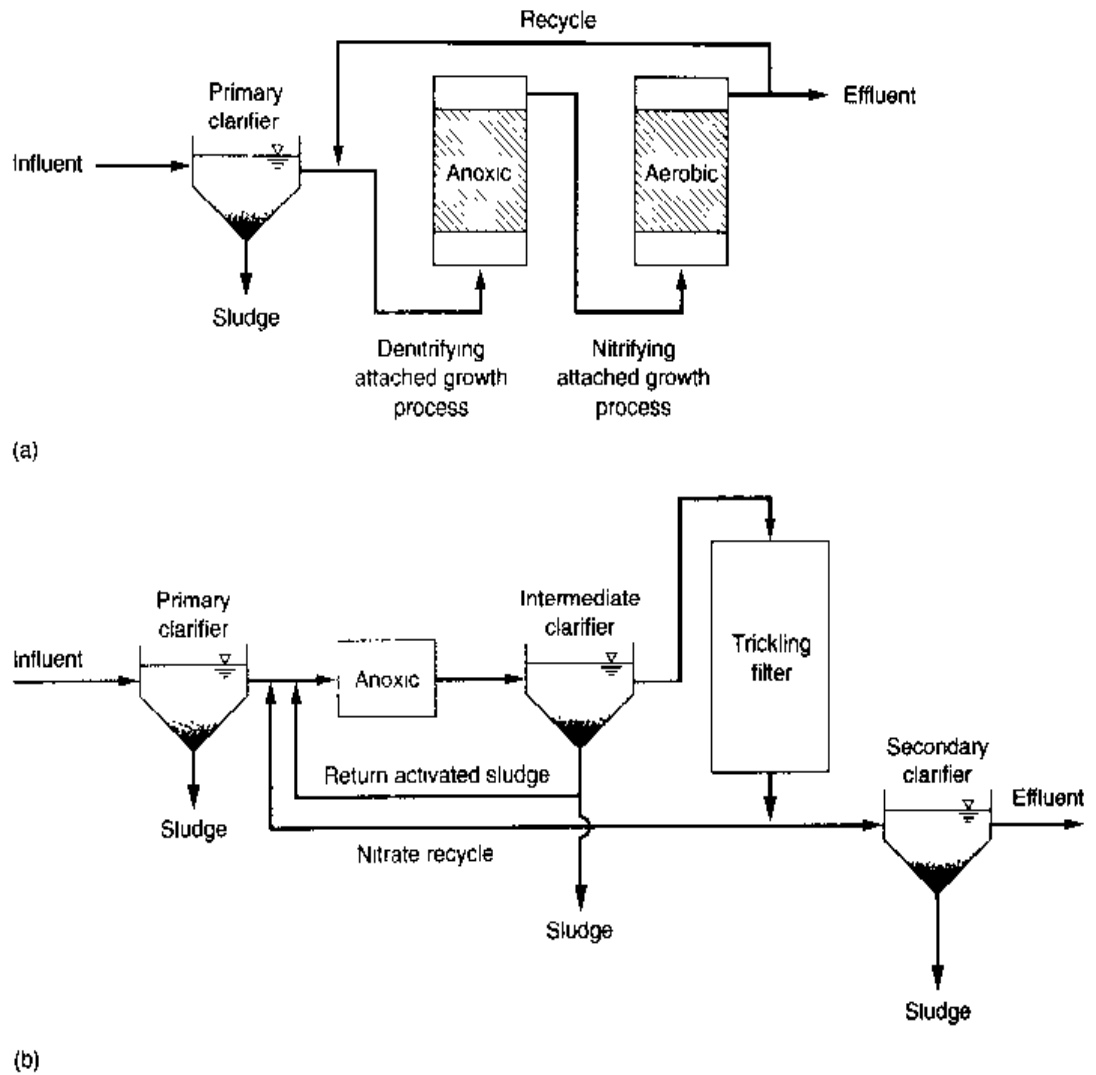 Recycle
Primary
clarifier
Influent
Anoxic
Aerobic
Effluent
Sludge
Denitrifying
attached growth
process
Nitrifying
attached growth
process
(a)
Primary
clarifier
Influent
Anoxic
Intermediate
clarifier
Trickling
filter
Secondary
clarifier
Effluent
Return activated sludge
Sludge
Nitrate recycle
Sludge
Sludge
(b)